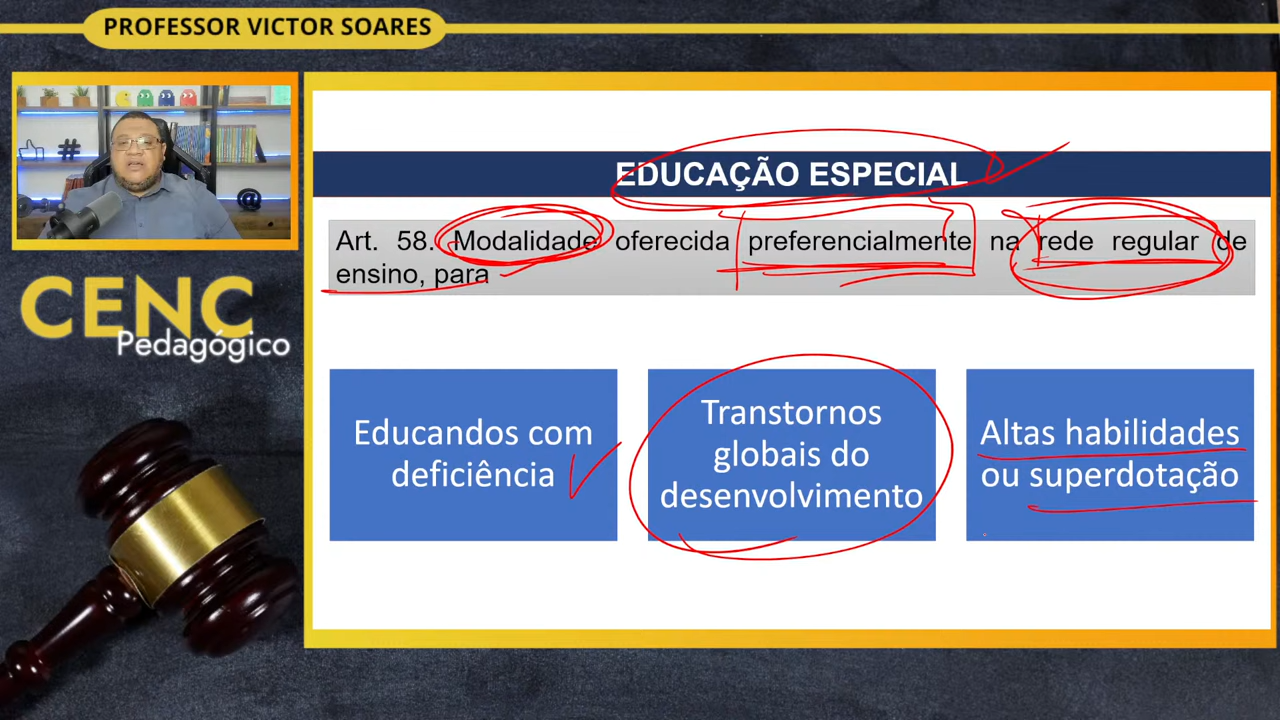 PROFESSOR VICTOR SOARES
EDUCAÇÃO ESPECIAL
Art. 58. Modalidade oferecida preferencialmente na rede regular de
ensino, para
CENC
Pedagógico
Educandos com
deficiência
Transtornos
globais do
desenvolvimento
Altas habilidades
ou superdotação